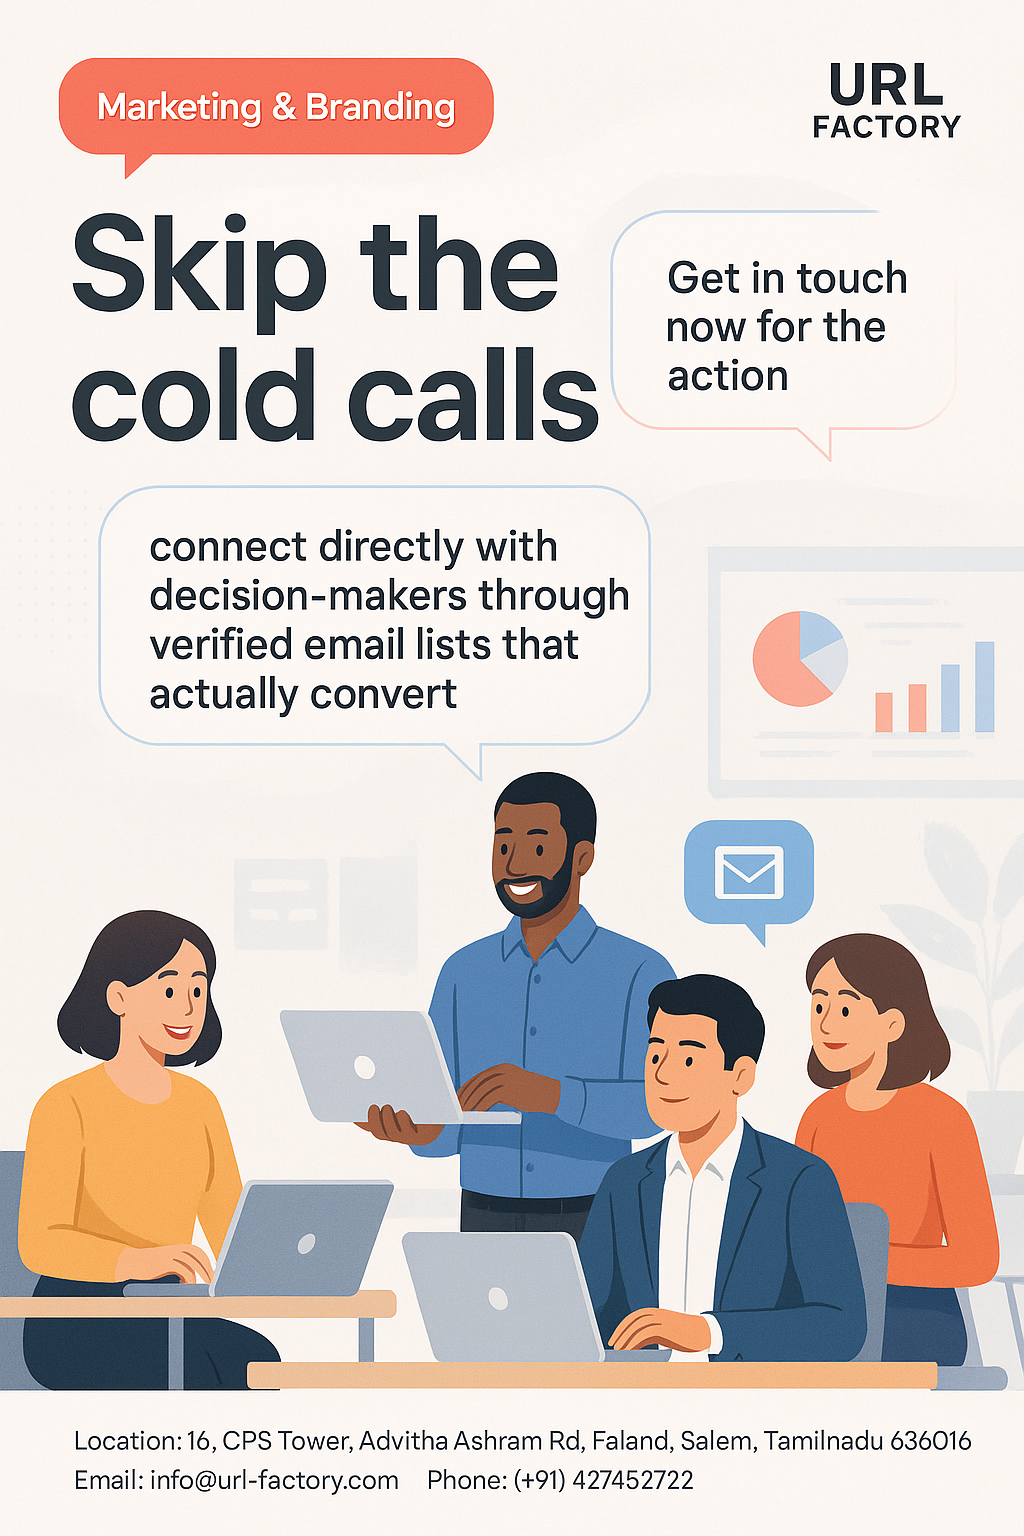 Marketing & Branding
URL
FACTORY
Skip the
cold calls
Get in touch
now for the
action
connect directly with
decision-makers through
verified email lists that
actually convert
Location: 16, CPS Tower, Advitha Ashram Rd, Faland, Salem, Tamilnadu 636016
Email: info@url-factory.com Phone: (+91) 427452722